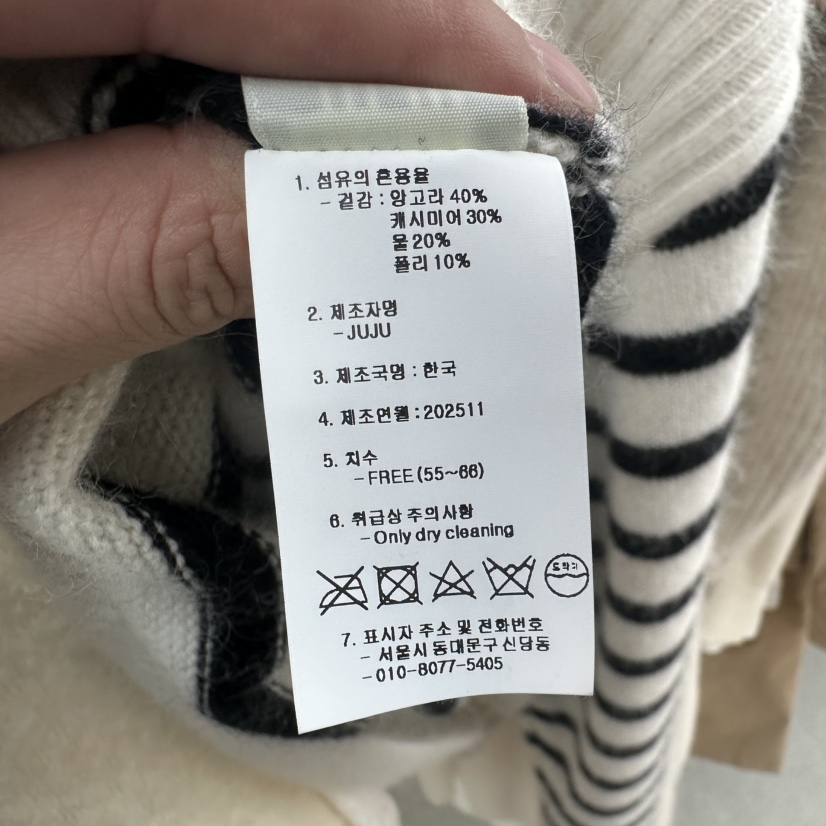 1. 섬유의 혼용율
- 겉감 : 앙고라 40%
캐시미어 30%
울 20%
폴리 10%
2. 제조자명
- JUJU
3. 제조국명 : 한국
4. 제조연월 : 202511
5. 치수
- FREE (55~66)
6. 취급상 주의사항
- Only dry cleaning
드라이
7. 표시자 주소 및 전화번호
- 서울시 동대문구 신당동
- 010-8077-5405